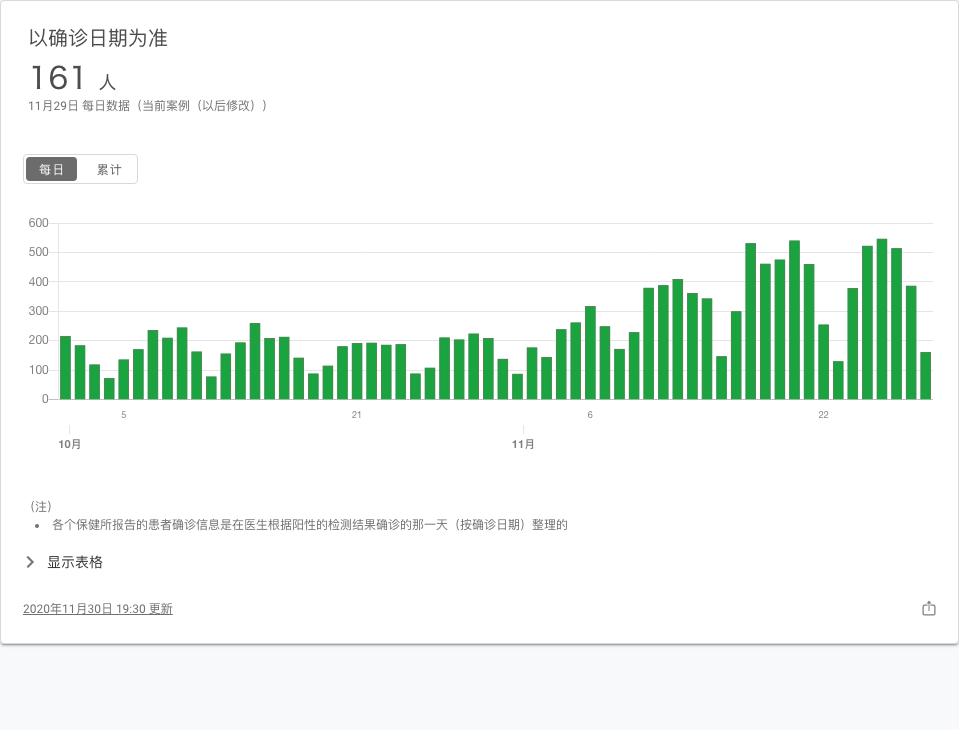 以确诊日期为准
161 人
11月29日 每日数据（当前案例（以后修改））
每日 累计
600
500
400
300
200
100
0
5 21 6 22
10月 11月
（注）
• 各个保健所报告的患者确诊信息是在医生根据阳性的检测结果确诊的那一天（按确诊日期）整理的
显示表格
2020年11月30日 19:30 更新